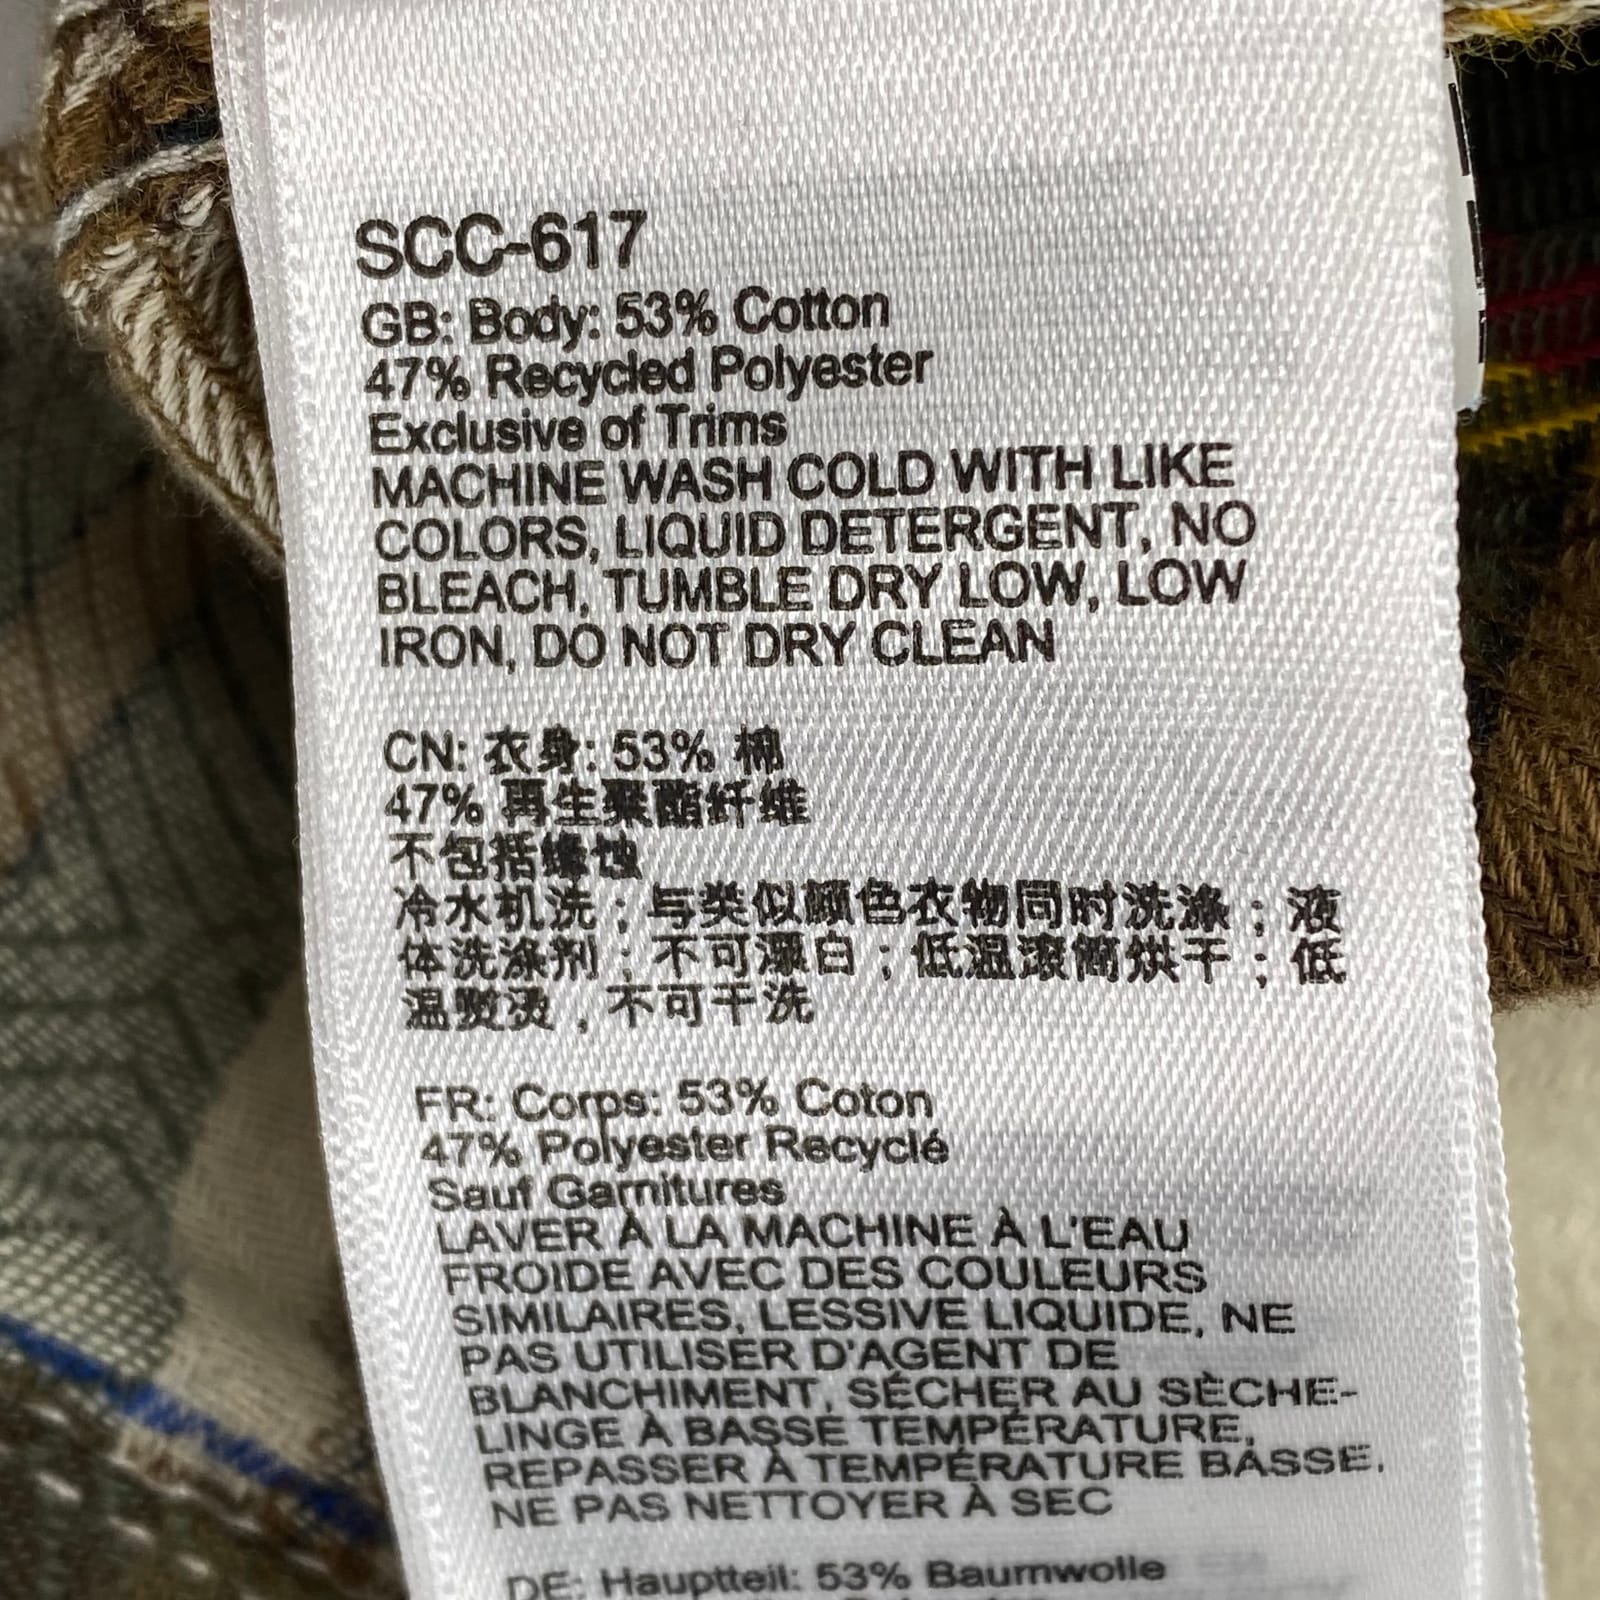 SCC-617
GB: Body: 53% Cotton
47% Recycled Polyester
Exclusive of Trims
MACHINE WASH COLD WITH LIKE
COLORS, LIQUID DETERGENT, NO
BLEACH, TUMBLE DRY LOW, LOW
IRON, DO NOT DRY CLEAN
CN: 衣身: 53% 棉
47% 再生聚酯纤维
不包括
冷水机洗；与类似颜色衣物同时洗涤；液
体洗涤剂；不可漂白；低温滚筒烘干；低
温熨烫，不可干洗
FR: Corps: 53% Coton
47% Polyester Recyclé
Sauf Garnitures
LAVER À LA MACHINE À L'EAU
FROIDE AVEC DES COULEURS
SIMILAIRES, LESSIVE LIQUIDE, NE
PAS UTILISER D'AGENT DE
BLANCHIMENT, SÉCHER AU SÈCHE-
LINGE À BASSE TEMPÉRATURE,
REPASSER À TEMPÉRATURE BASSE,
NE PAS NETTOYER À SEC
DE: Hauptteil: 53% Baumwolle